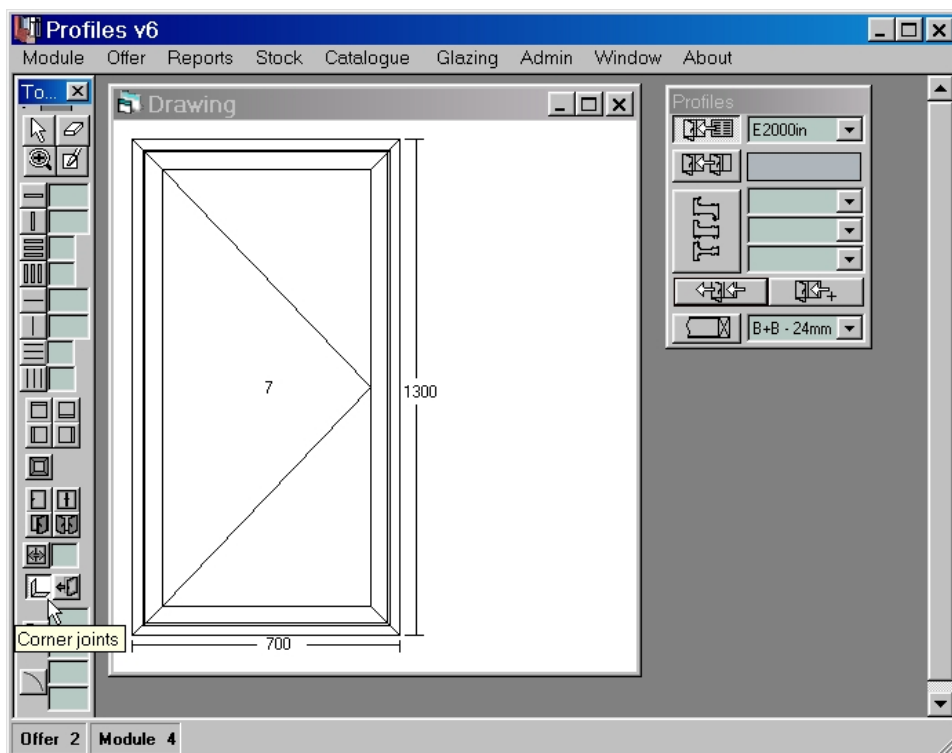 Profiles v6
Module Offer Reports Stock Catalogue Glazing Admin Window About
To...
Drawing
Profiles
E2000in
7
1300
B+B - 24mm
Corner joints
700
Offer 2 Module 4